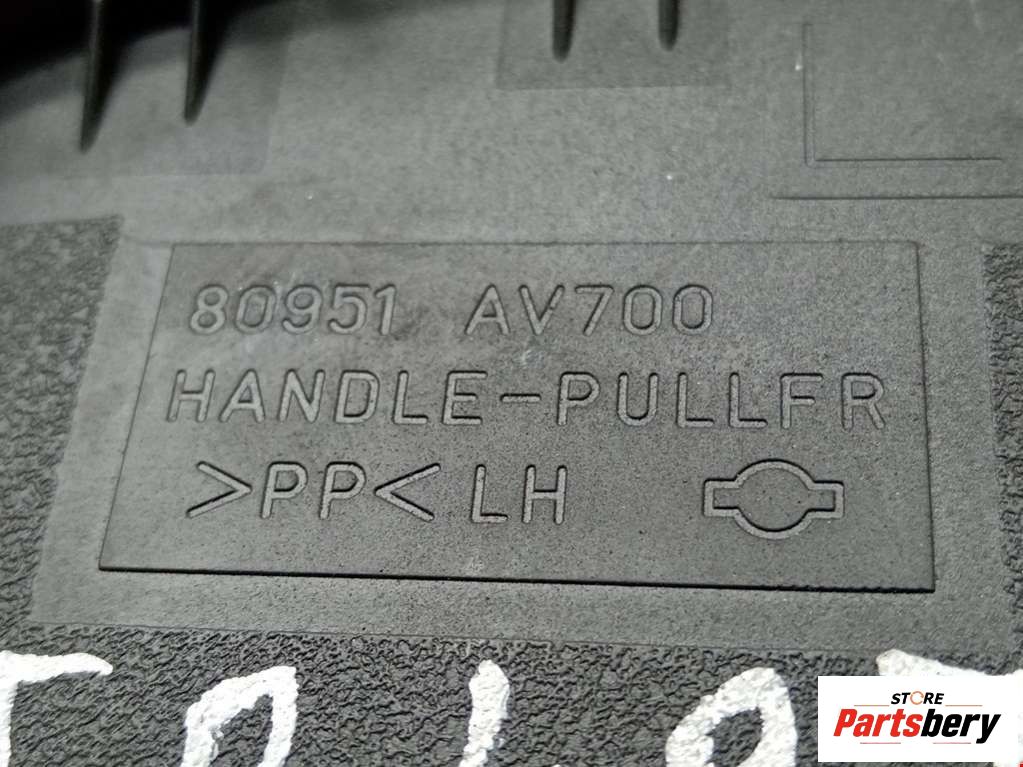 80951 AV700
HANDLE-PULLFR
>PP< LH
STORE
Partsbery